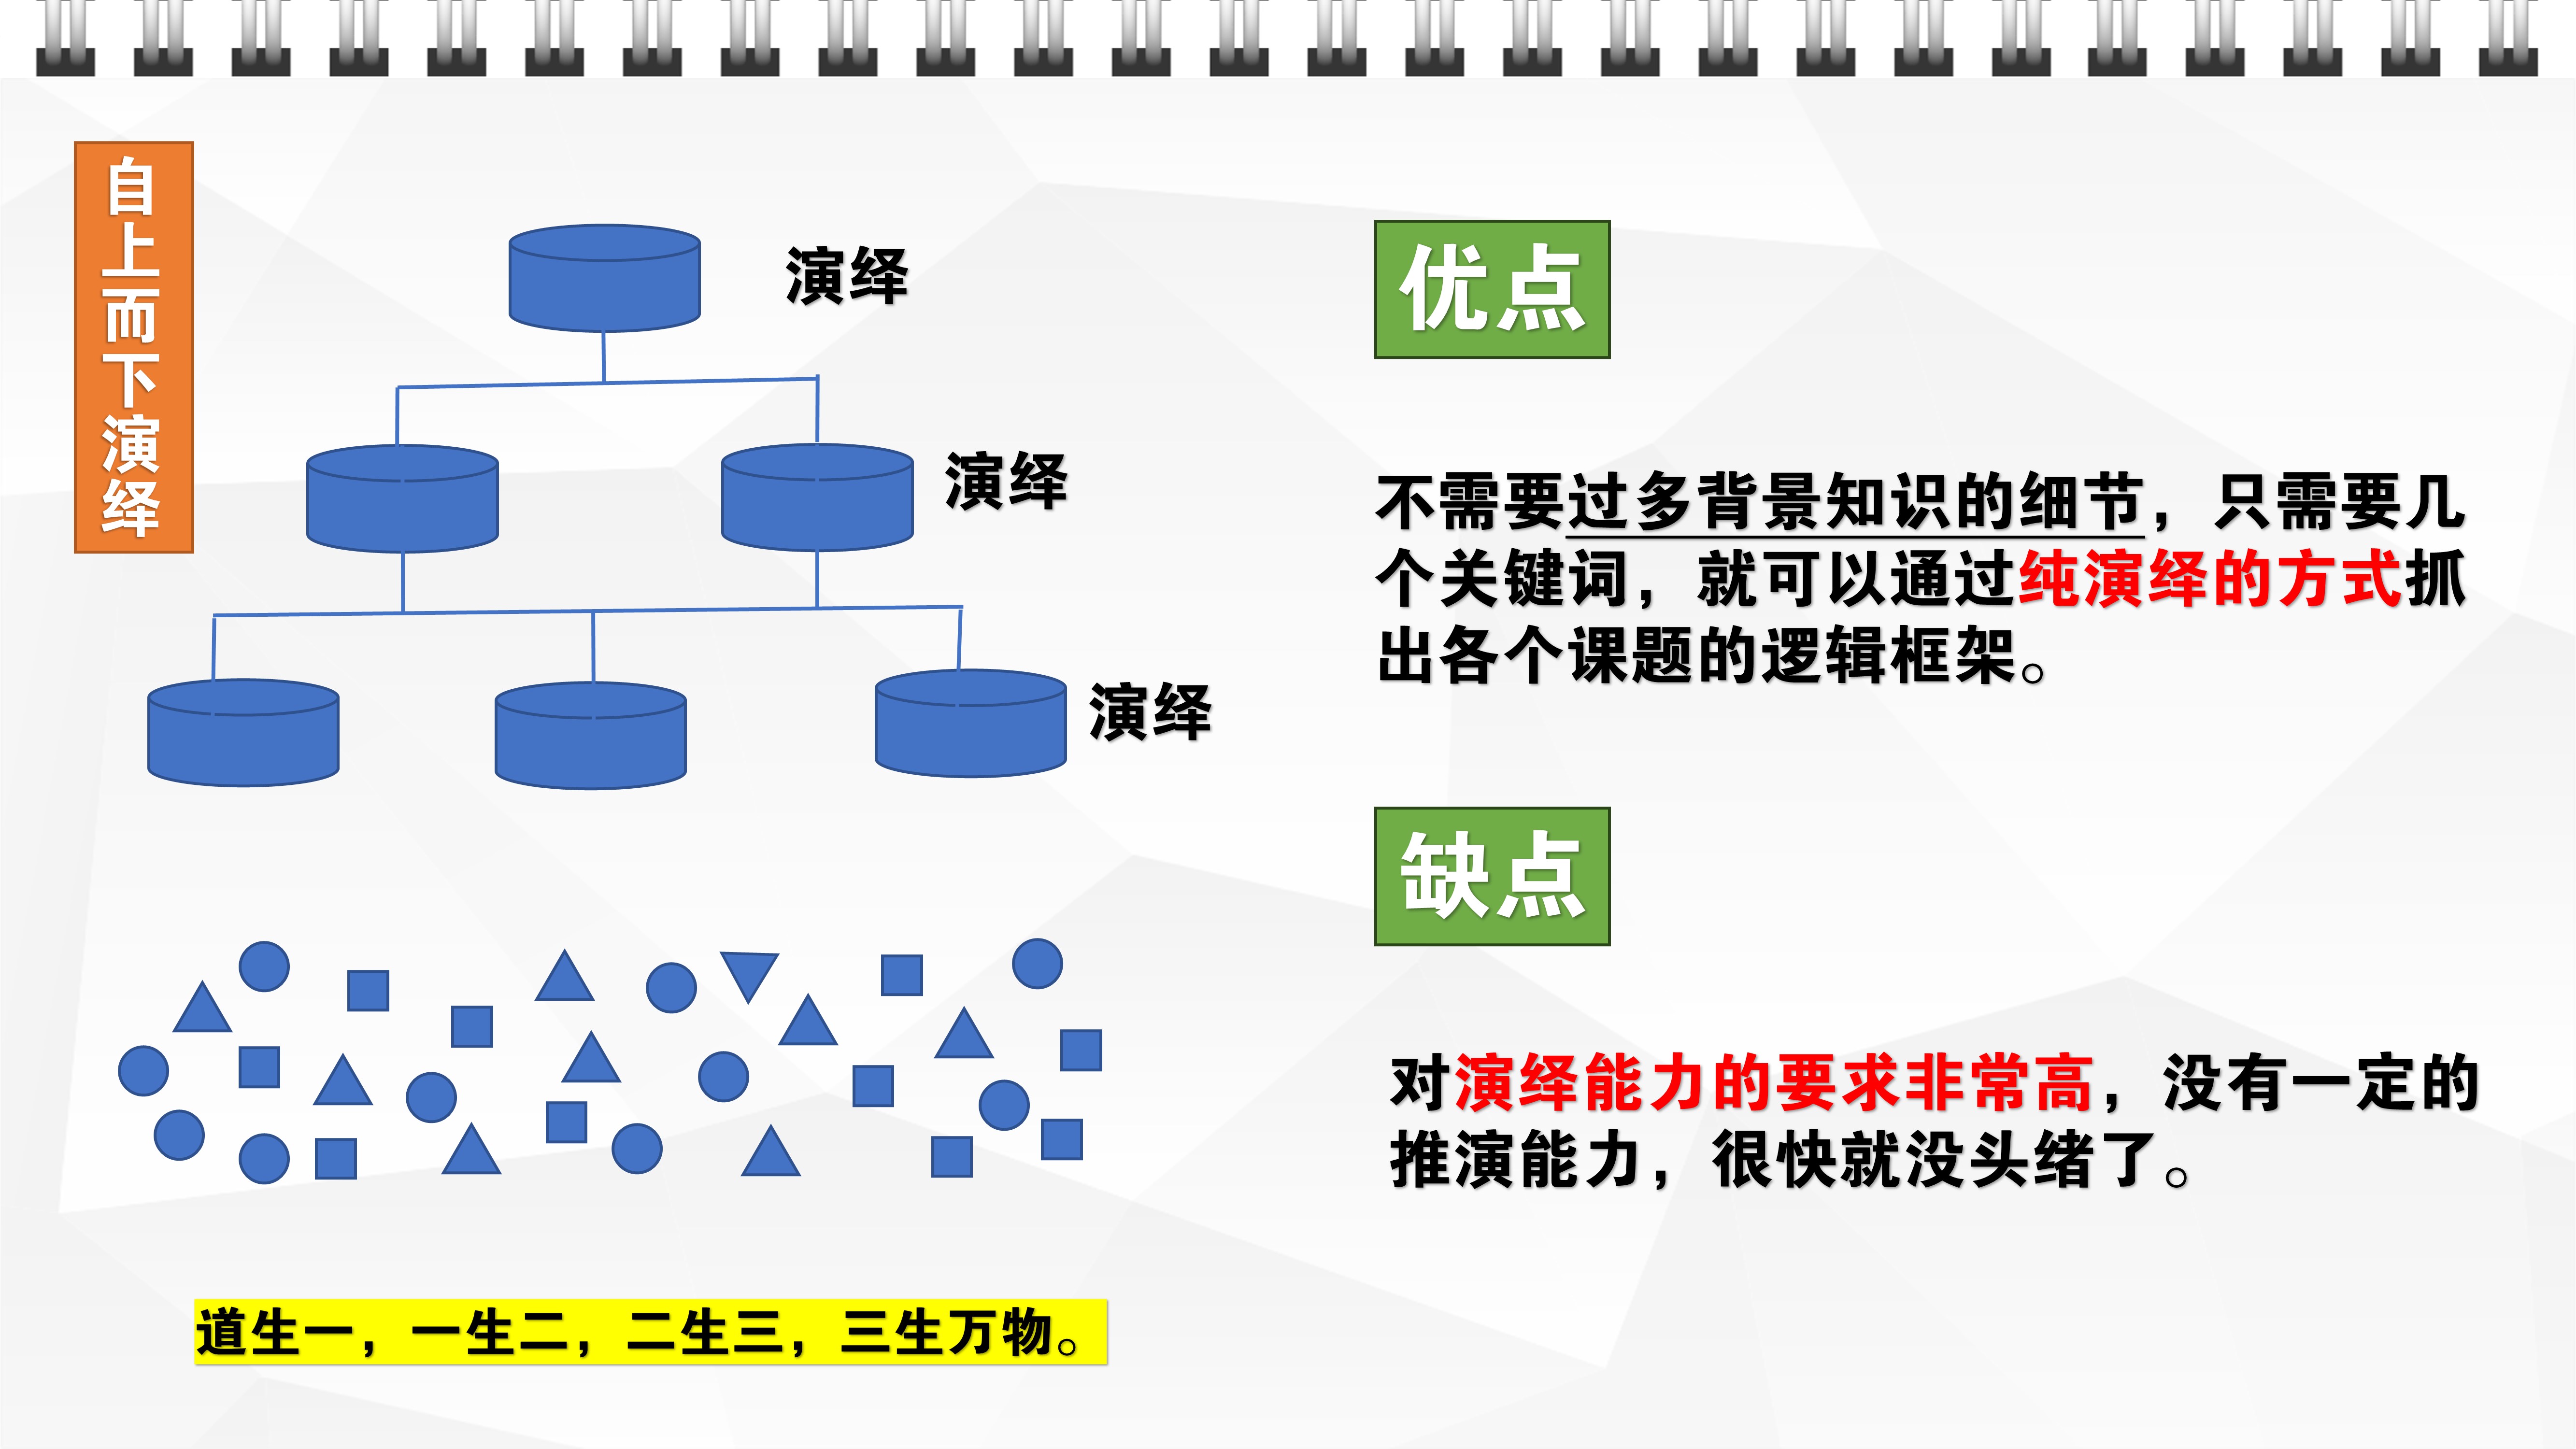 自上而下演绎
演绎
演绎
演绎
道生一，一生二，二生三，三生万物。
优点
不需要过多背景知识的细节，只需要几
个关键词，就可以通过纯演绎的方式抓
出各个课题的逻辑框架。
缺点
对演绎能力的要求非常高，没有一定的
推演能力，很快就没头绪了。